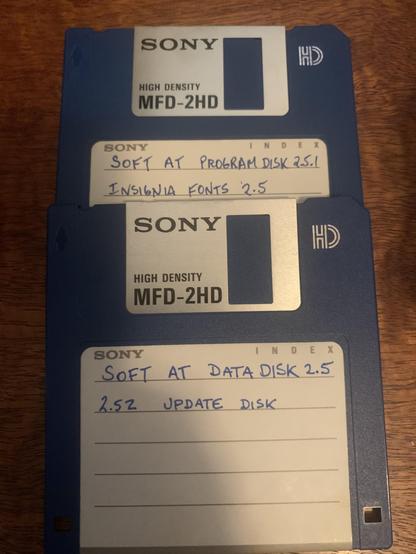 SONY
HD
HIGH DENSITY
MFD-2HD
SONY INDEX
SOFT AT PROGRAM DISK 2.5.1
INSIGNIA FONTS 2.5
SONY
HD
HIGH DENSITY
MFD-2HD
SONY INDEX
SOFT AT DATA DISK 2.5
2.52 UPDATE DISK